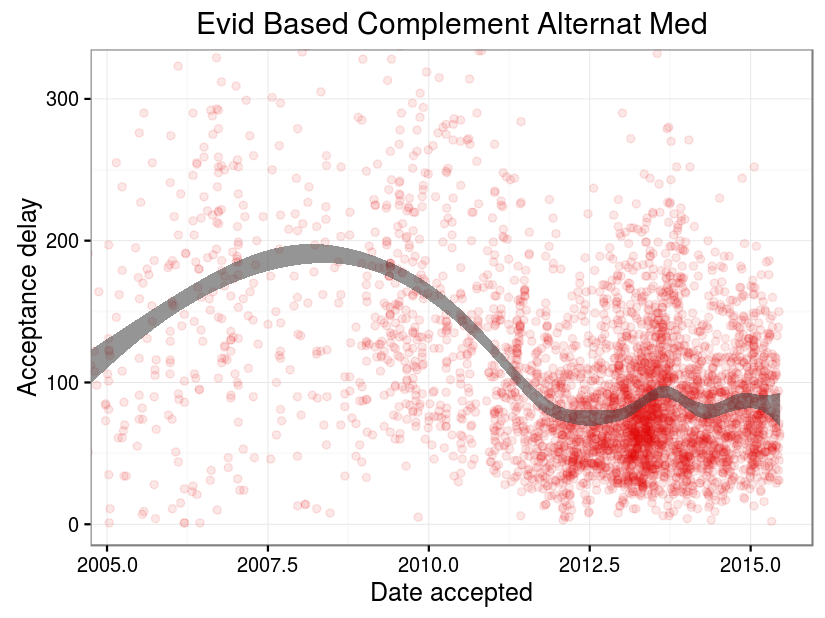 Evid Based Complement Alternat Med
300
200
100
0
Acceptance delay
2005.0 2007.5 2010.0 2012.5 2015.0
Date accepted